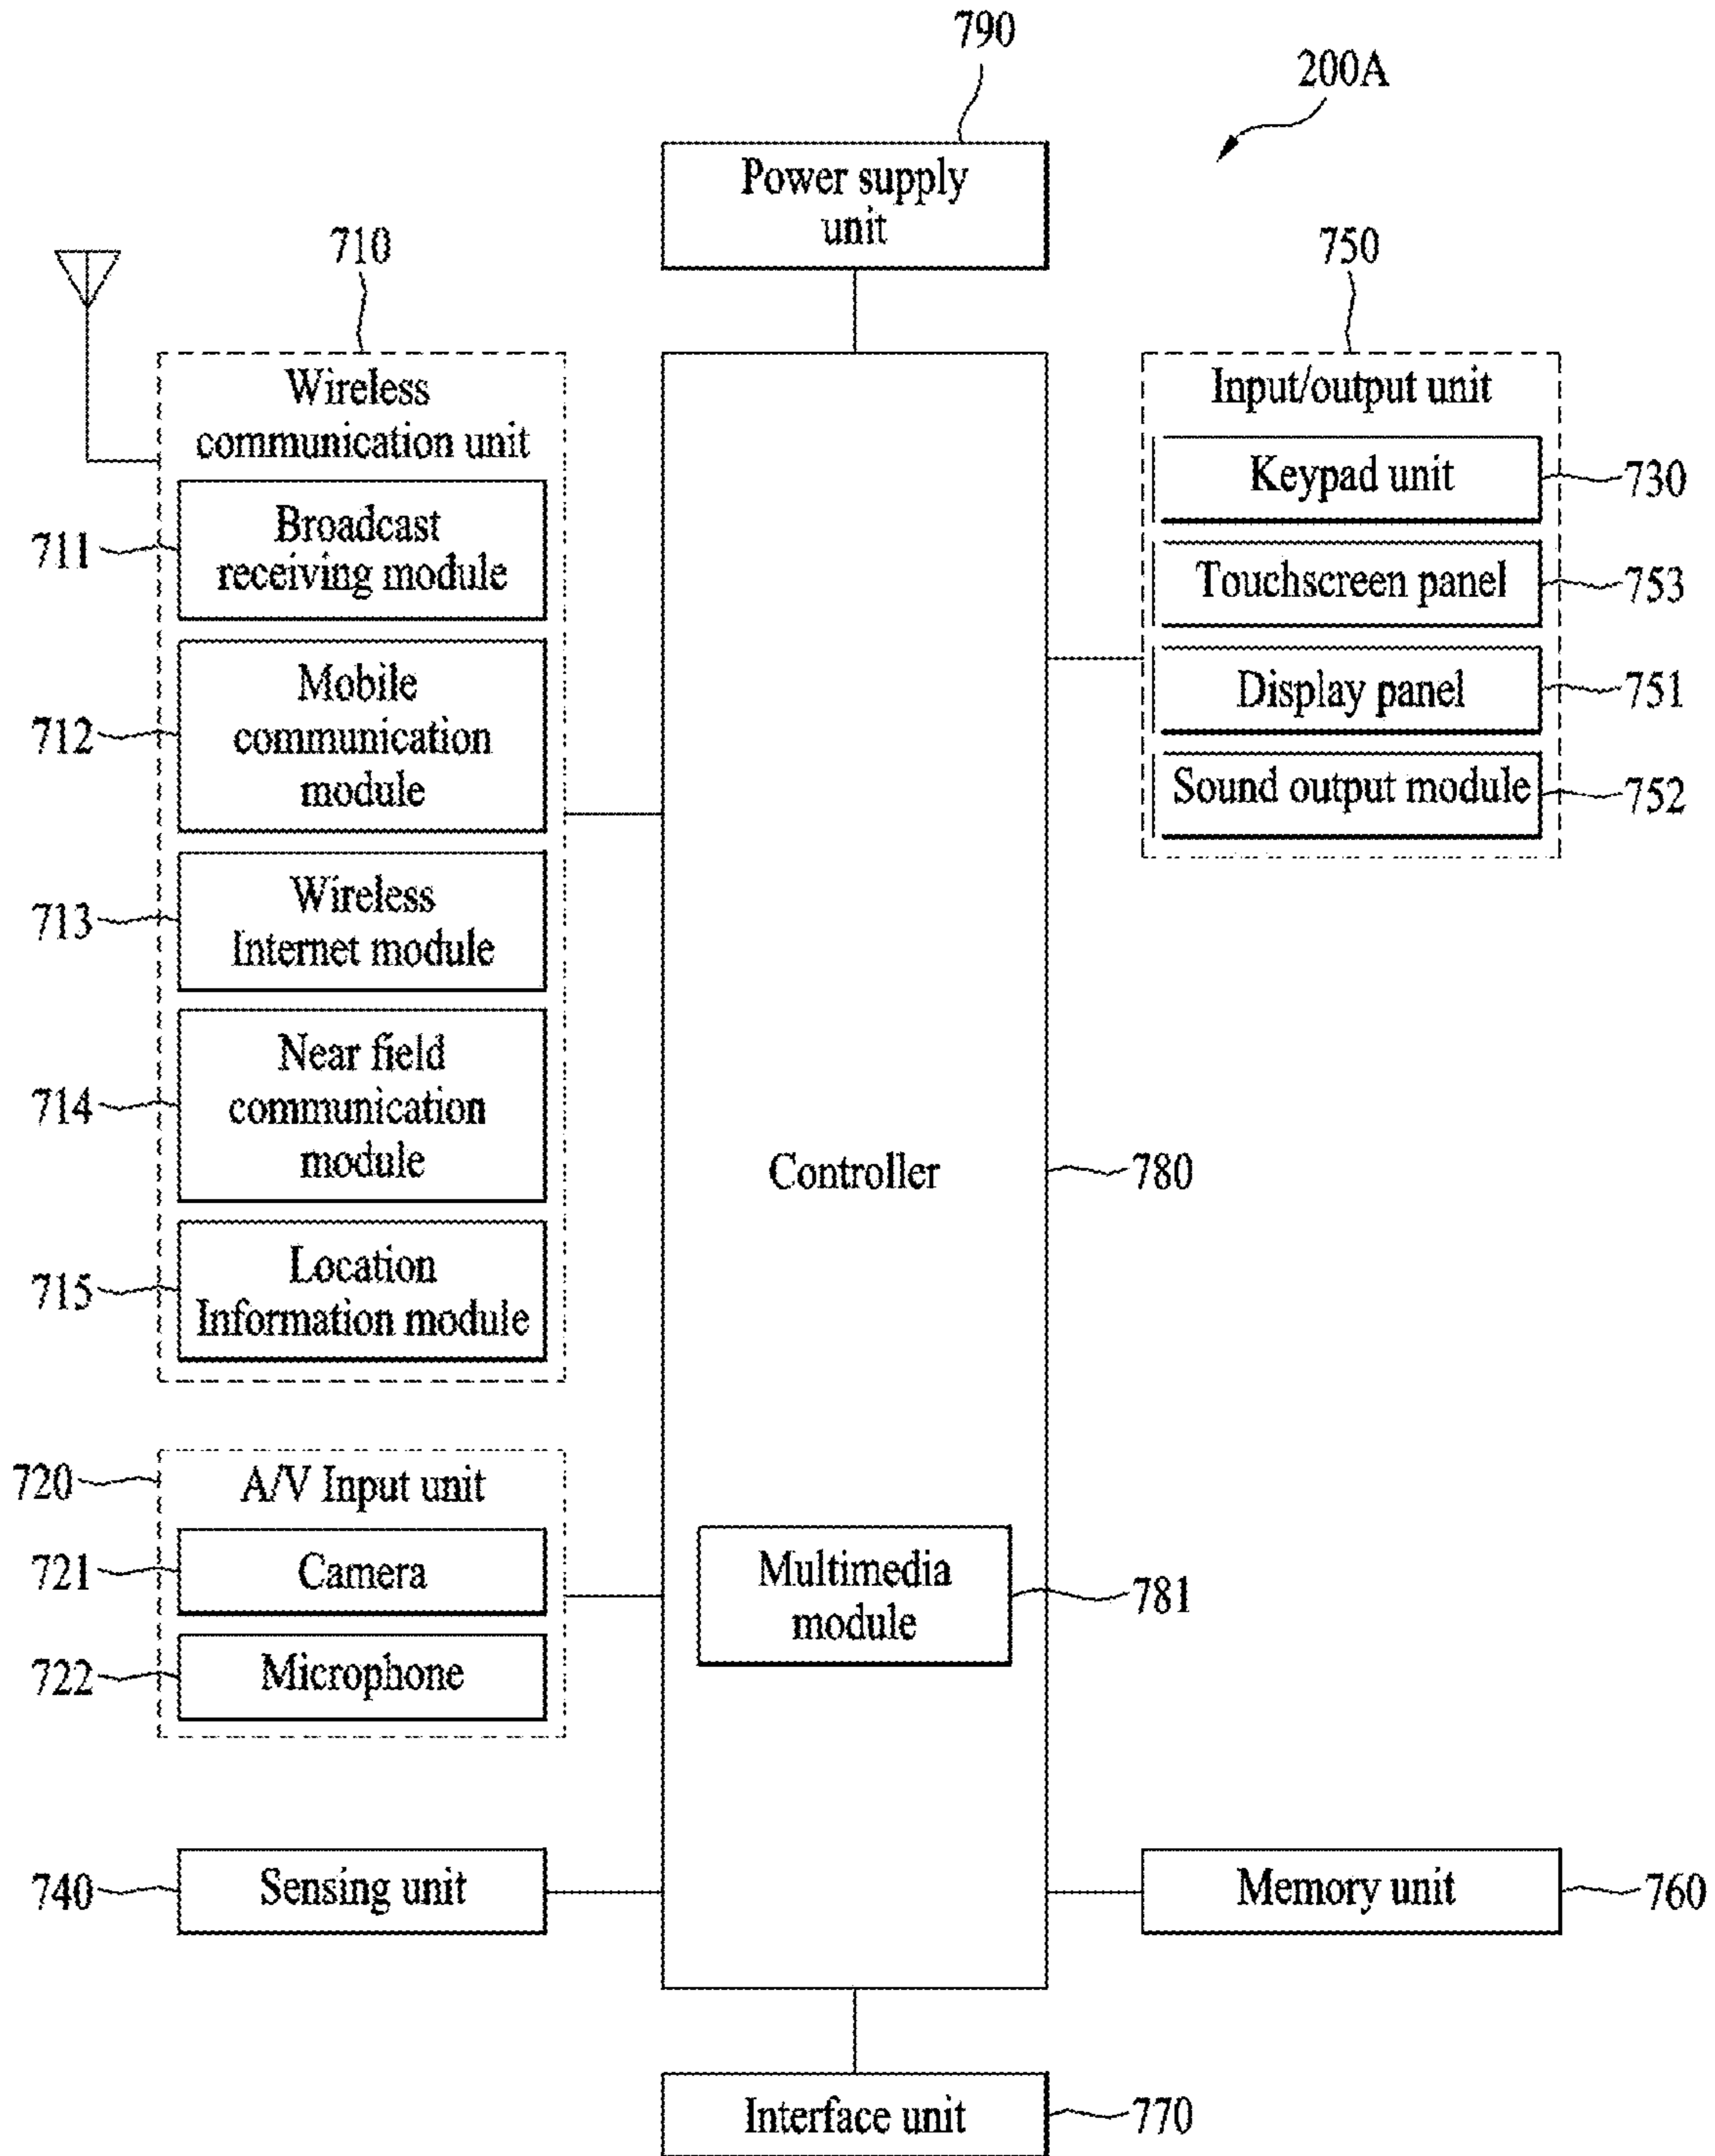 790
200A
Power supply
unit
710
750
Wireless
communication unit
711
Broadcast
receiving module
712
Mobile
communication
module
713
Wireless
Internet module
714
Near field
communication
module
715
Location
Information module
720
A/V Input unit
721
Camera
722
Microphone
740
Sensing unit
Controller
780
Multimedia
module
781
Input/output unit
Keypad unit
730
Touchscreen panel
753
Display panel
751
Sound output module
752
Memory unit
760
Interface unit
770